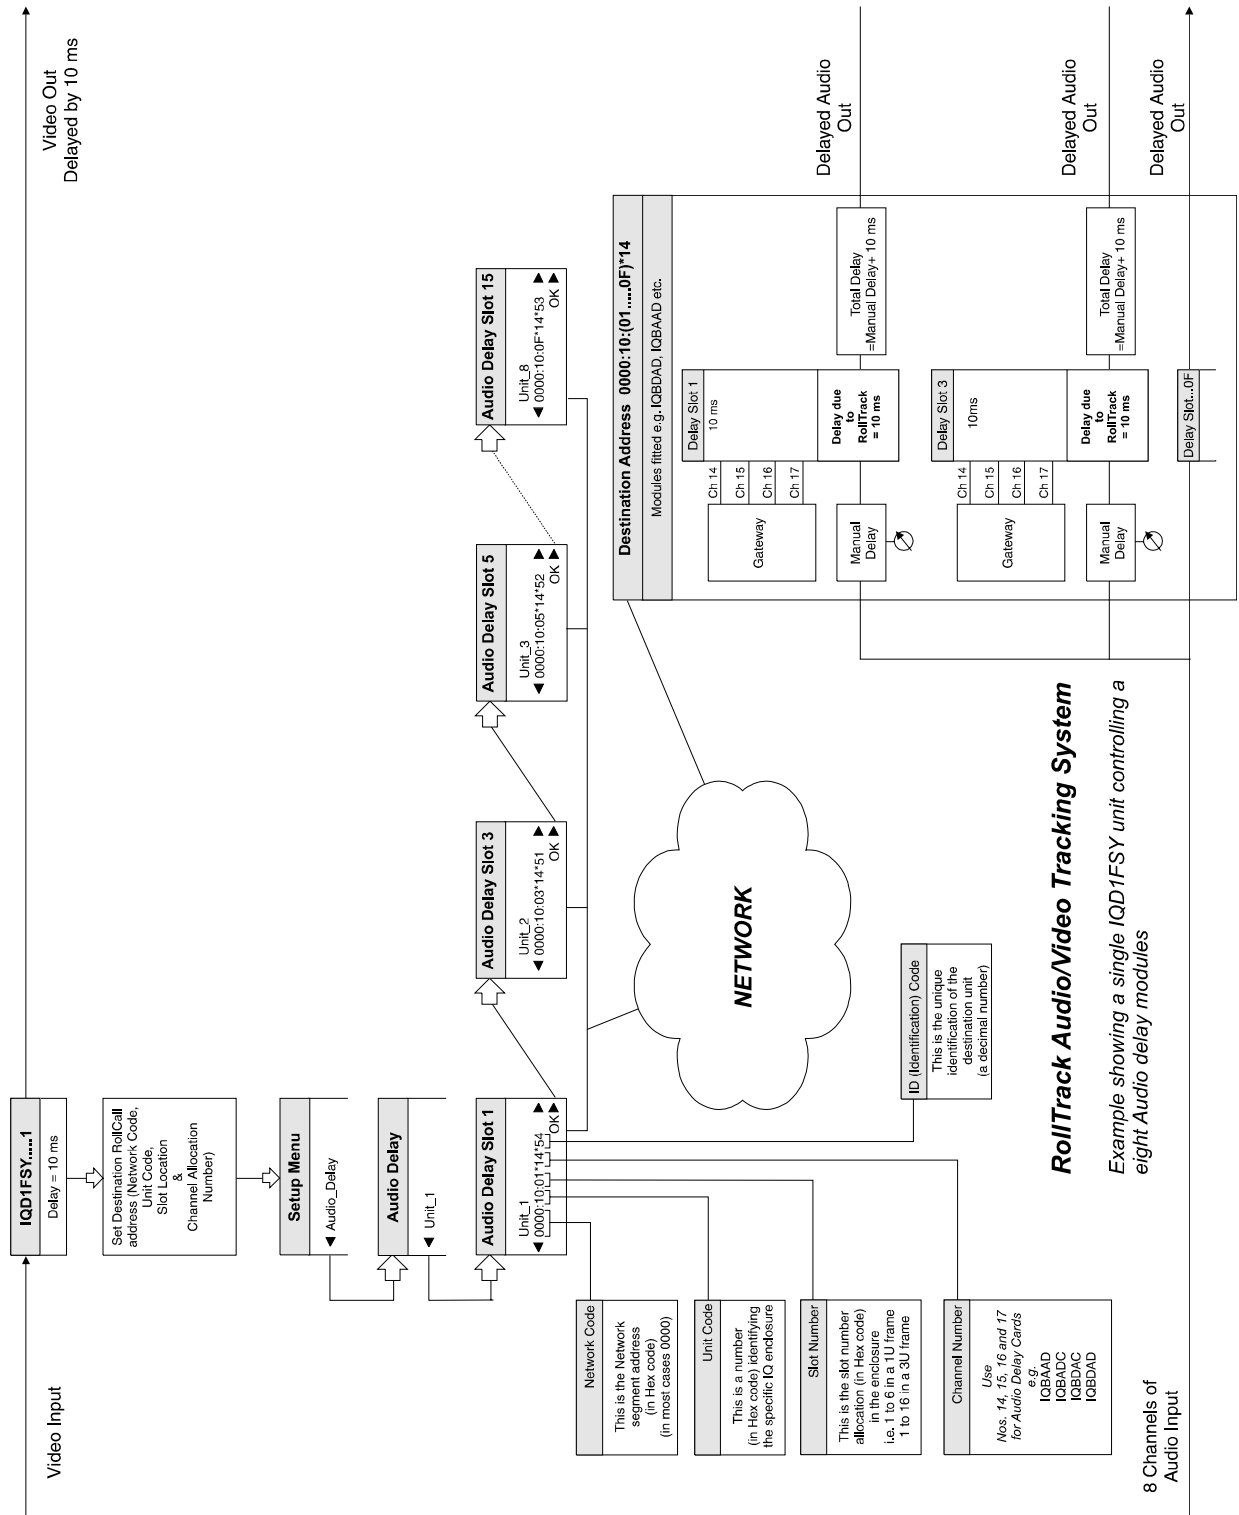 Video Input
Video Out
Delayed by 10 ms
IQD1FSY.....1
Delay = 10 ms
Set Destination RollCall
address (Network Code,
Unit Code,
Slot Location
&
Channel Allocation
Number)
Setup Menu
◀ Audio_Delay
Audio Delay
◀ Unit_1
Audio Delay Slot 1
Unit_1 ▶
◀ 0000:10:01*14*54
OK ▶
Audio Delay Slot 3
Unit_2
◀ 0000:10:03*14*51 ▶
OK ▶
Audio Delay Slot 5
Unit_3
◀ 0000:10:05*14*52 ▶
OK ▶
Audio Delay Slot 15
Unit_8
◀ 0000:10:0F*14*53 ▶
OK ▶
Network Code
This is the Network
segment address
(in Hex code)
(in most cases 0000)
Unit Code
This is a number
(in Hex code) identifying
the specific IQ enclosure
Slot Number
This is the slot number
allocation (in Hex code)
in the enclosure
i.e. 1 to 6 in a 1U frame
1 to 16 in a 3U frame
Channel Number
Use
Nos. 14, 15, 16 and 17
for Audio Delay Cards
e.g.
IQBAAD
IQBADC
IQBDAC
IQBDAD
ID (Identification) Code
This is the unique
identification of the
destination unit
(a decimal number)
NETWORK
Destination Address 0000:10:(01.....0F)*14
Modules fitted e.g. IQBDAD, IQBAAD etc.
Gateway
Ch 14
Ch 15
Ch 16
Ch 17
Delay Slot 1
10 ms
Manual
Delay
Delay due
to
RollTrack
= 10 ms
Total Delay
=Manual Delay+ 10 ms
Delayed Audio
Out
Gateway
Ch 14
Ch 15
Ch 16
Ch 17
Delay Slot 3
10ms
Manual
Delay
Delay due
to
RollTrack
= 10 ms
Total Delay
=Manual Delay+ 10 ms
Delayed Audio
Out
Delay Slot...0F
Delayed Audio
Out
RollTrack Audio/Video Tracking System
Example showing a single IQD1FSY unit controlling a
eight Audio delay modules
8 Channels of
Audio Input